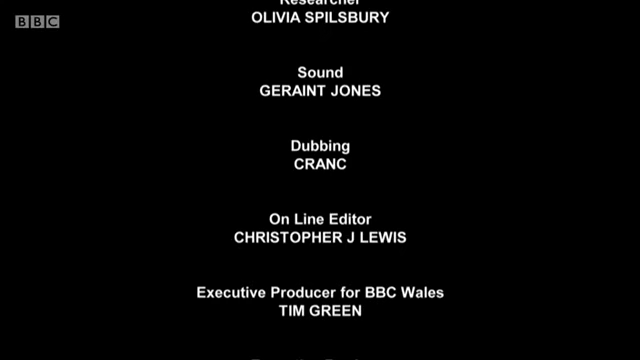 BBC
Researcher
OLIVIA SPILSBURY
Sound
GERAINT JONES
Dubbing
CRANC
On Line Editor
CHRISTOPHER J LEWIS
Executive Producer for BBC Wales
TIM GREEN